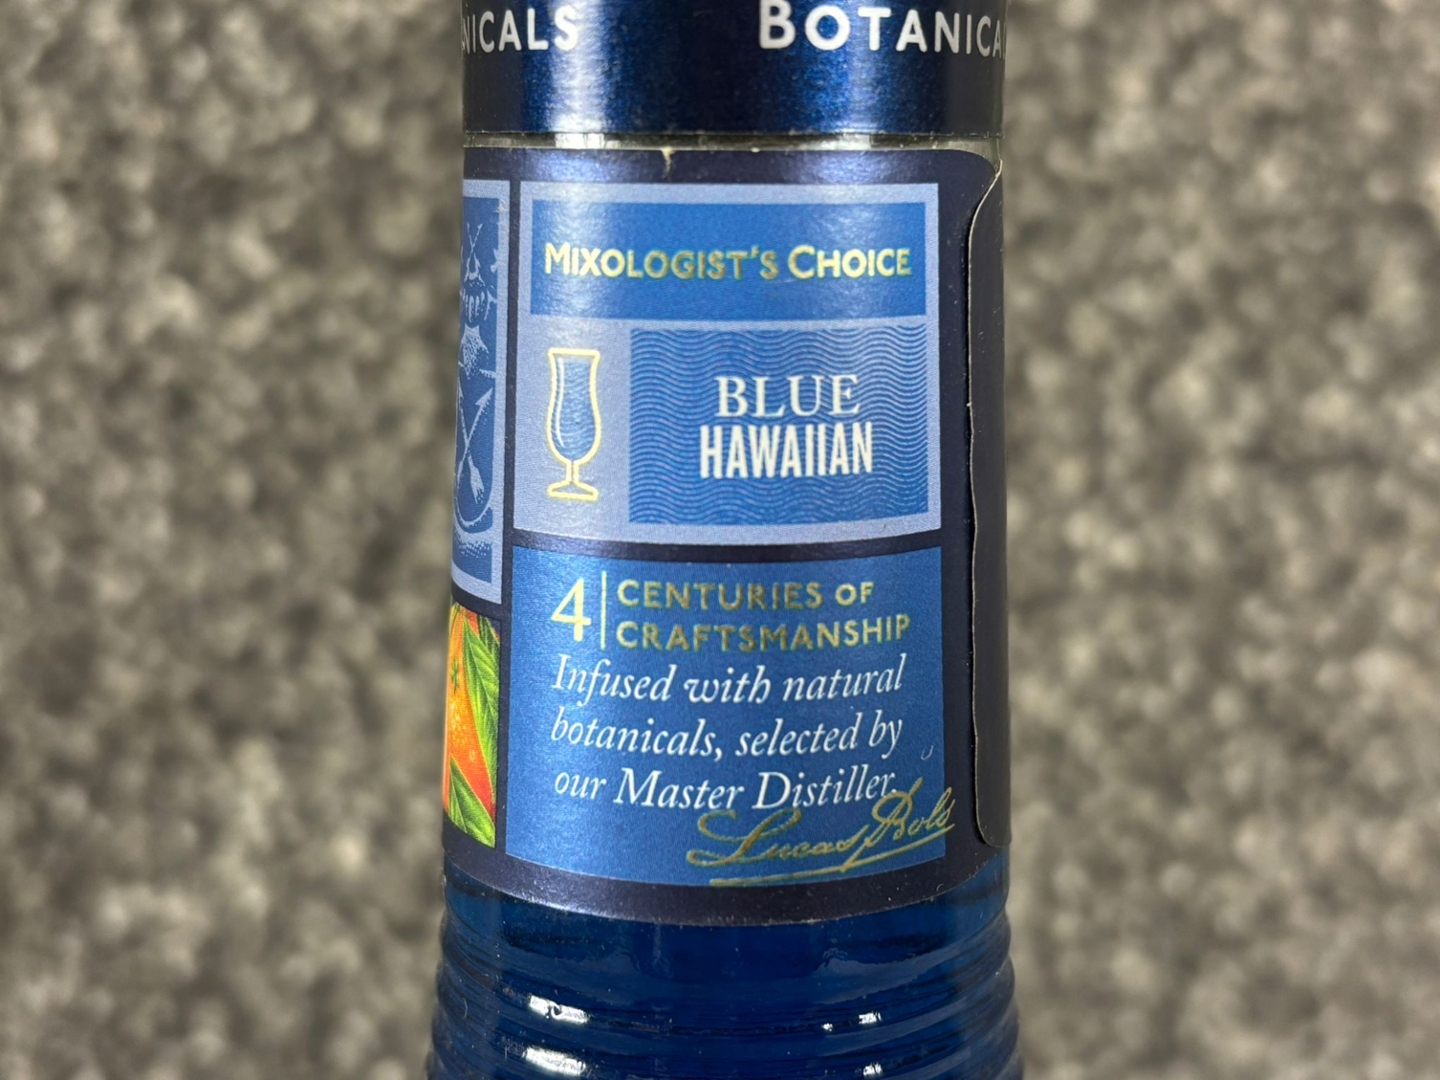 NICALS BOTANICA
MIXOLOGIST'S CHOICE
BLUE
HAWAIIAN
4 CENTURIES OF
CRAFTSMANSHIP
Infused with natural
botanicals, selected by
our Master Distiller.
Lucas Bols